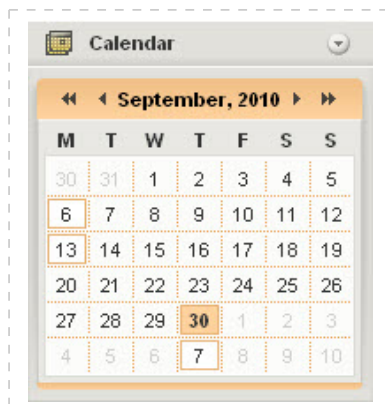 Calendar
September, 2010
M T W T F S S
30 31 1 2 3 4 5
6 7 8 9 10 11 12
13 14 15 16 17 18 19
20 21 22 23 24 25 26
27 28 29 30 1 2 3
4 5 6 7 8 9 10